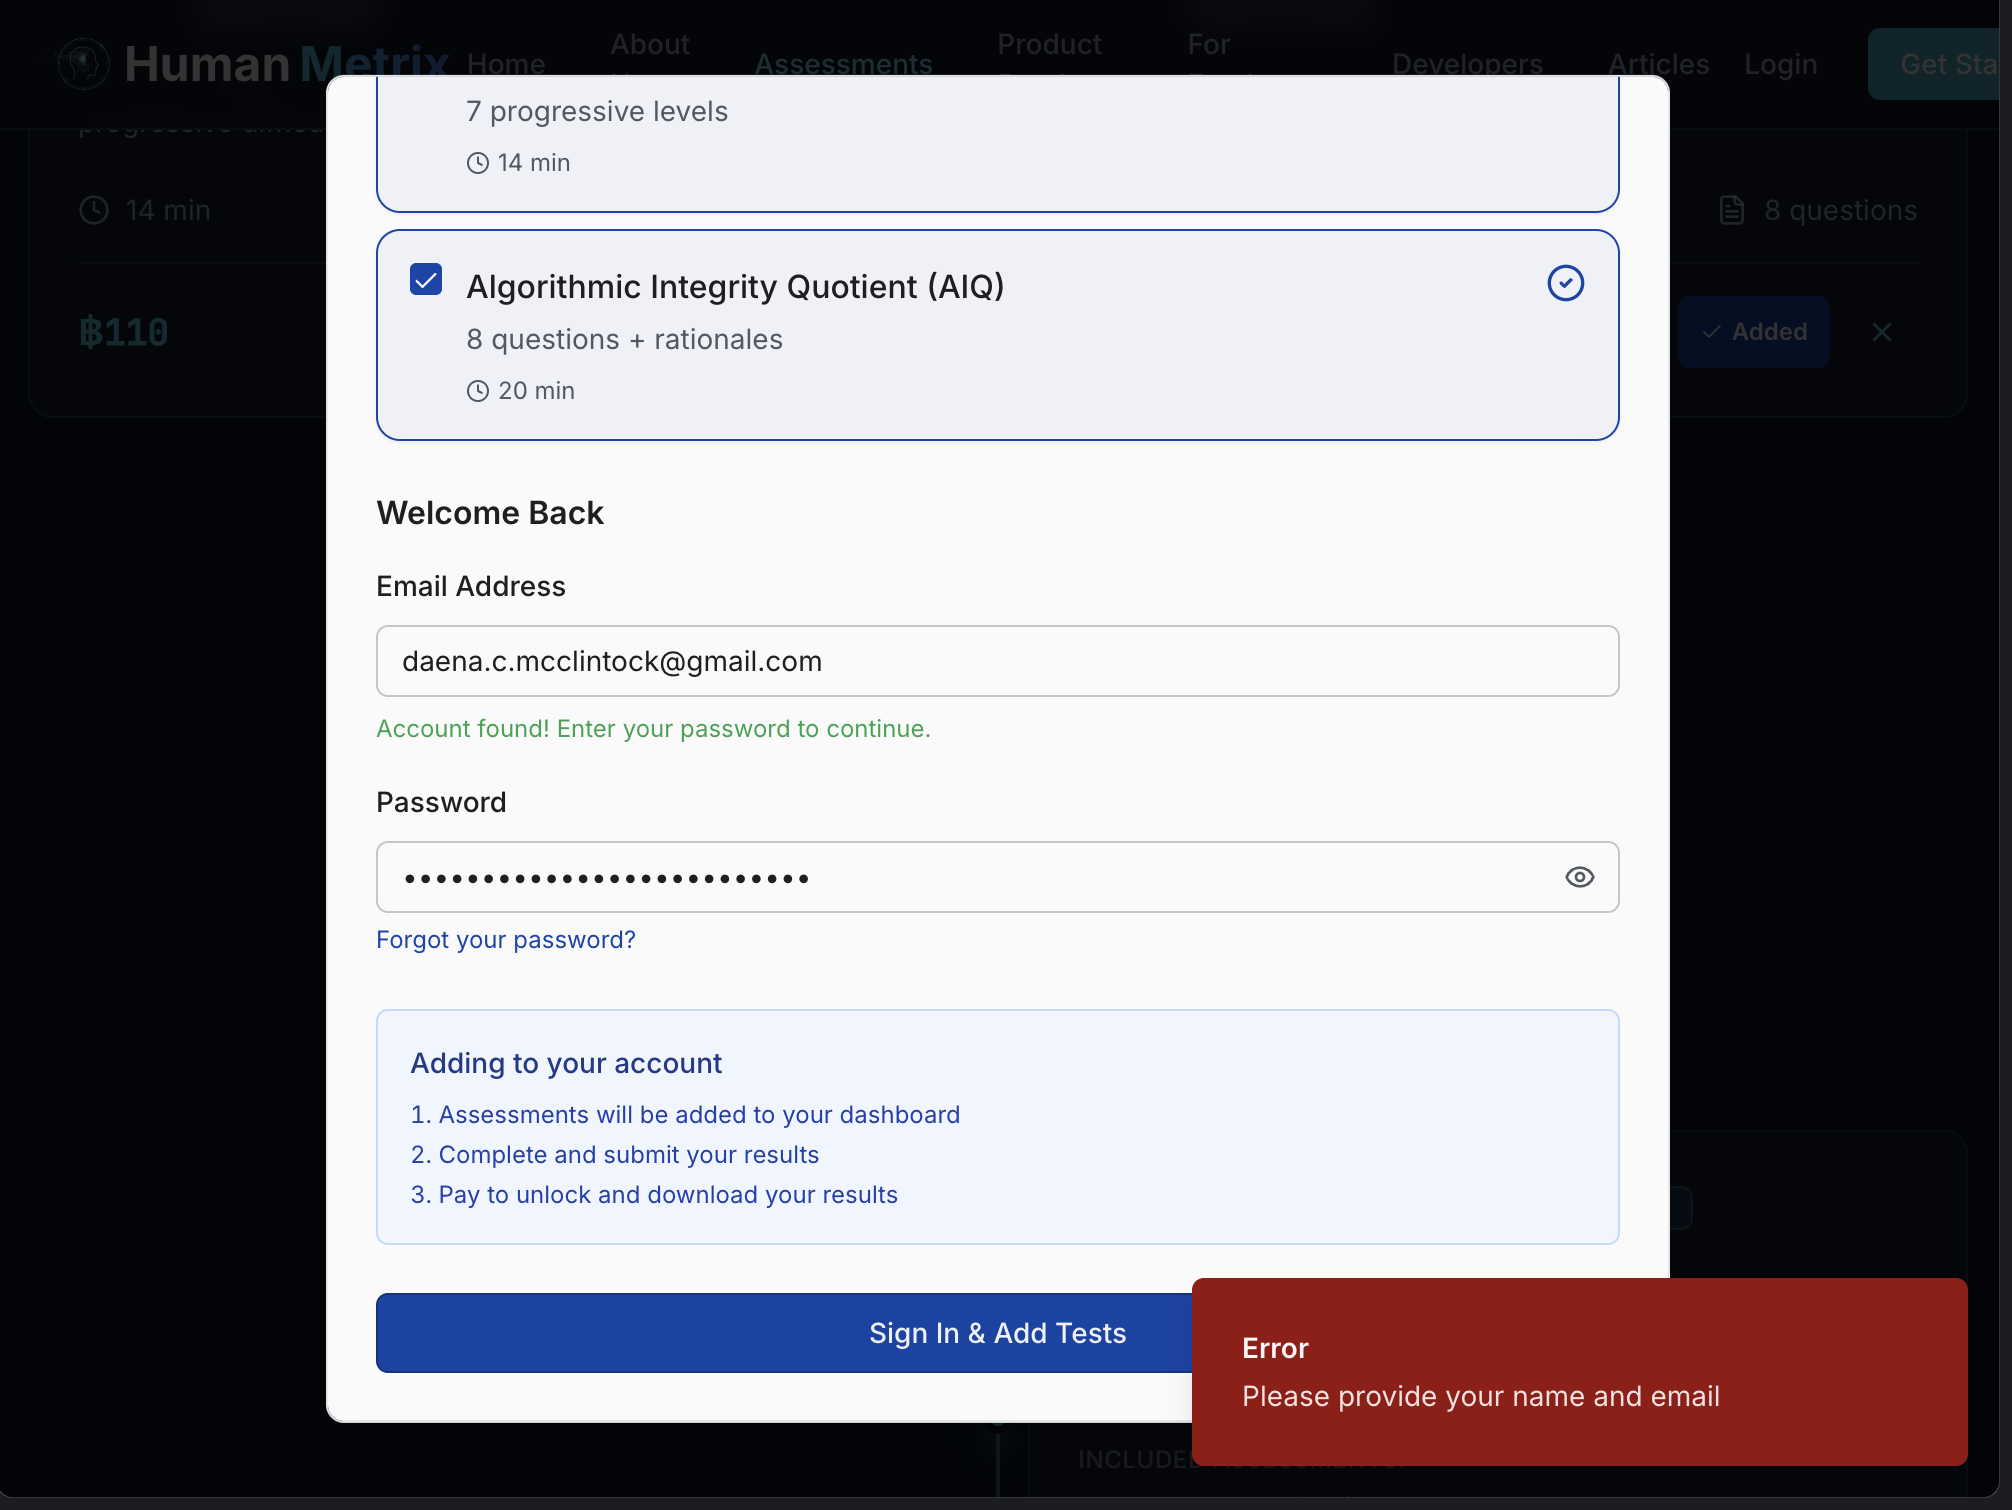 Human Metrix
Home
About
Assessments
Product
For
Developers
Articles
Login
Get Sta
7 progressive levels
14 min
14 min
8 questions
Algorithmic Integrity Quotient (AIQ)
8 questions + rationales
20 min
฿110
Added
Welcome Back
Email Address
daena.c.mcclintock@gmail.com
Account found! Enter your password to continue.
Password
••••••••••••••••••••••••••
Forgot your password?
Adding to your account
1. Assessments will be added to your dashboard
2. Complete and submit your results
3. Pay to unlock and download your results
Sign In & Add Tests
Error
Please provide your name and email